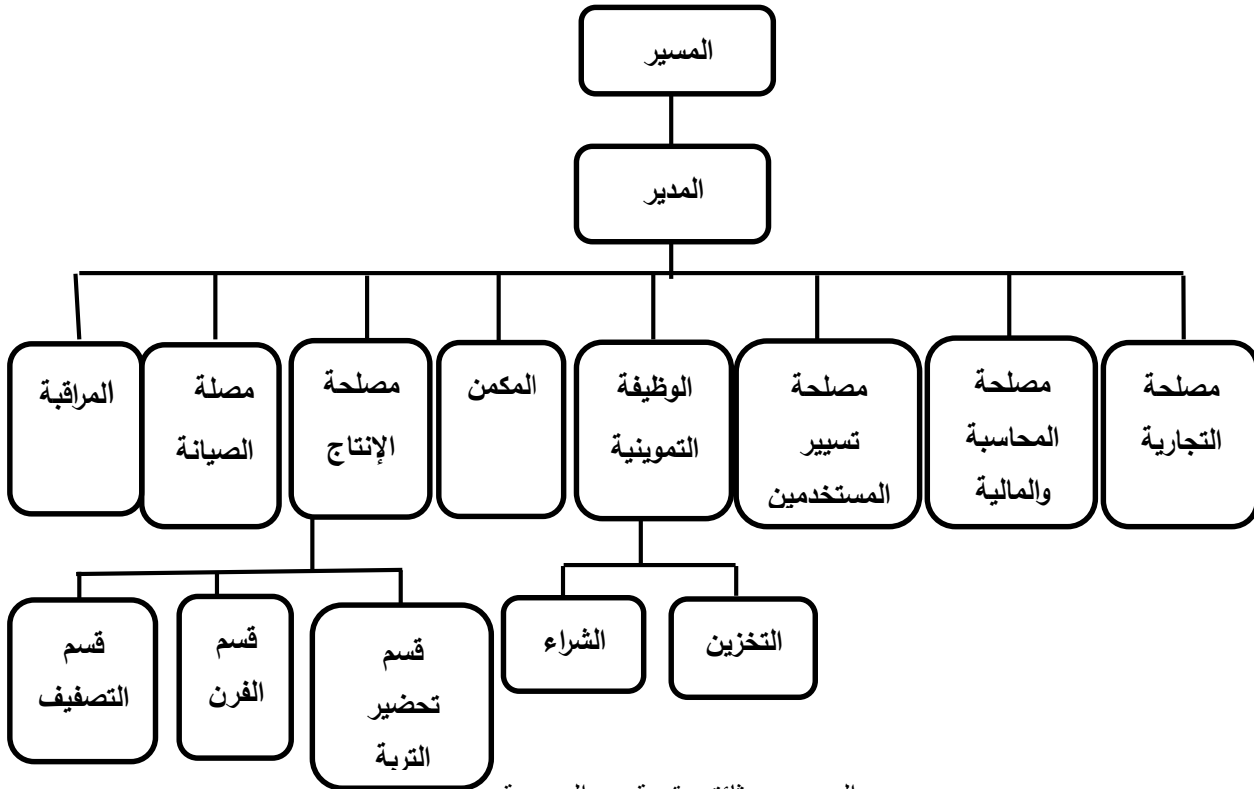 المسير
المدير
مصلحة
التجارية
مصلحة
المحاسبة
والمالية
مصلحة
تسيير
المستخدمين
الوظيفة
التموينية
المكمن
مصلحة
الإنتاج
مصلة
الصيانة
المراقبة
التخزين
الشراء
قسم
تحضير
التربة
قسم
الفرن
قسم
التصفيف